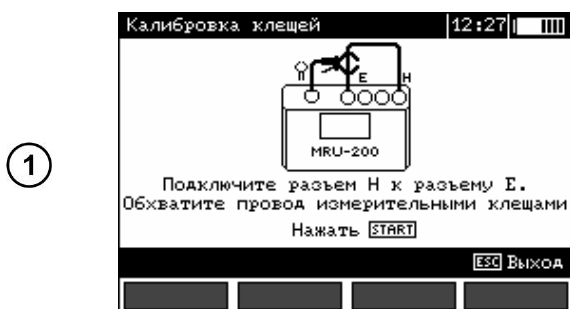 Калибровка клещей 12:27
E H
MRU-200
1
Подключите разъем H к разъему E.
Обхватите провод измерительными клещами
Нажать START
ESC Выход